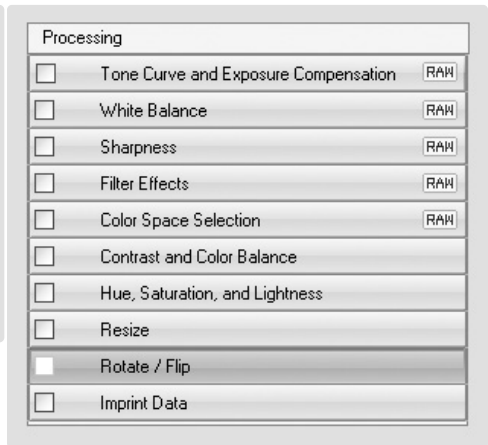 Processing
Tone Curve and Exposure Compensation RAW
White Balance RAW
Sharpness RAW
Filter Effects RAW
Color Space Selection RAW
Contrast and Color Balance
Hue, Saturation, and Lightness
Resize
Rotate / Flip
Imprint Data